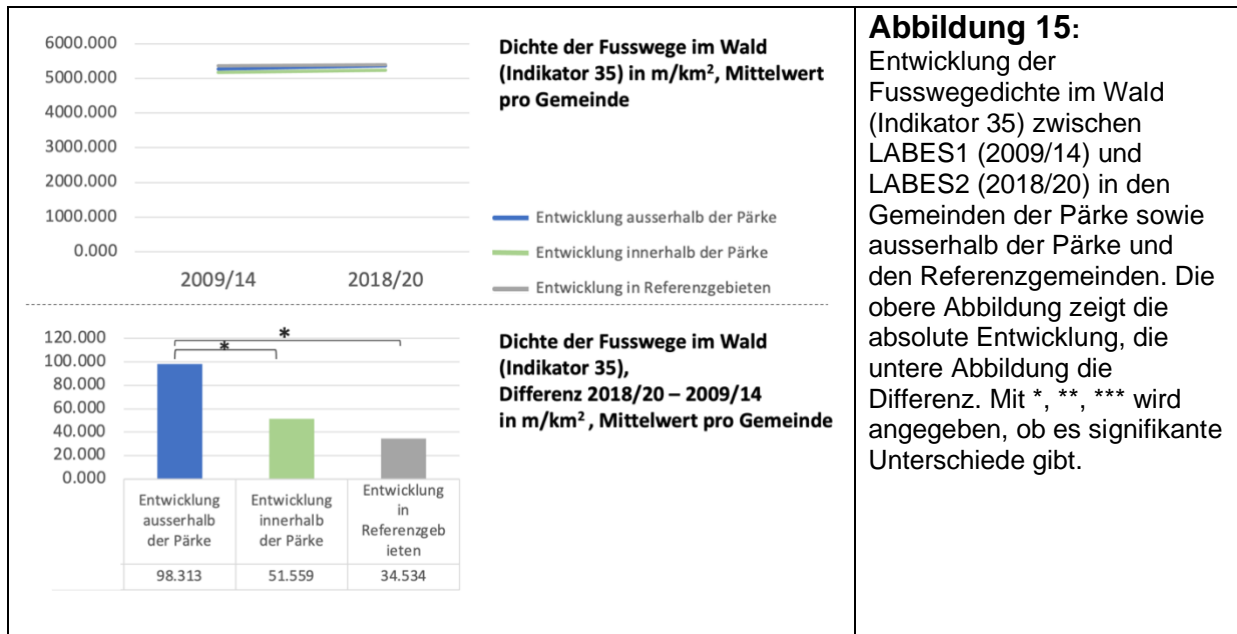 6000.000
5000.000
4000.000
3000.000
2000.000
1000.000
0.000
2009/14 2018/20
Dichte der Fusswege im Wald
(Indikator 35) in m/km², Mittelwert
pro Gemeinde
Entwicklung ausserhalb der Pärke
Entwicklung innerhalb der Pärke
Entwicklung in Referenzgebieten
120.000
100.000
80.000
60.000
40.000
20.000
0.000
*
*
Entwicklung
ausserhalb
der Pärke
Entwicklung
innerhalb
der Pärke
Entwicklung
in
Referenzgeb
ieten
98.313 51.559 34.534
Dichte der Fusswege im Wald
(Indikator 35),
Differenz 2018/20 – 2009/14
in m/km² , Mittelwert pro Gemeinde
Abbildung 15:
Entwicklung der
Fusswegedichte im Wald
(Indikator 35) zwischen
LABES1 (2009/14) und
LABES2 (2018/20) in den
Gemeinden der Pärke sowie
ausserhalb der Pärke und
den Referenzgemeinden. Die
obere Abbildung zeigt die
absolute Entwicklung, die
untere Abbildung die
Differenz. Mit *, **, *** wird
angegeben, ob es signifikante
Unterschiede gibt.